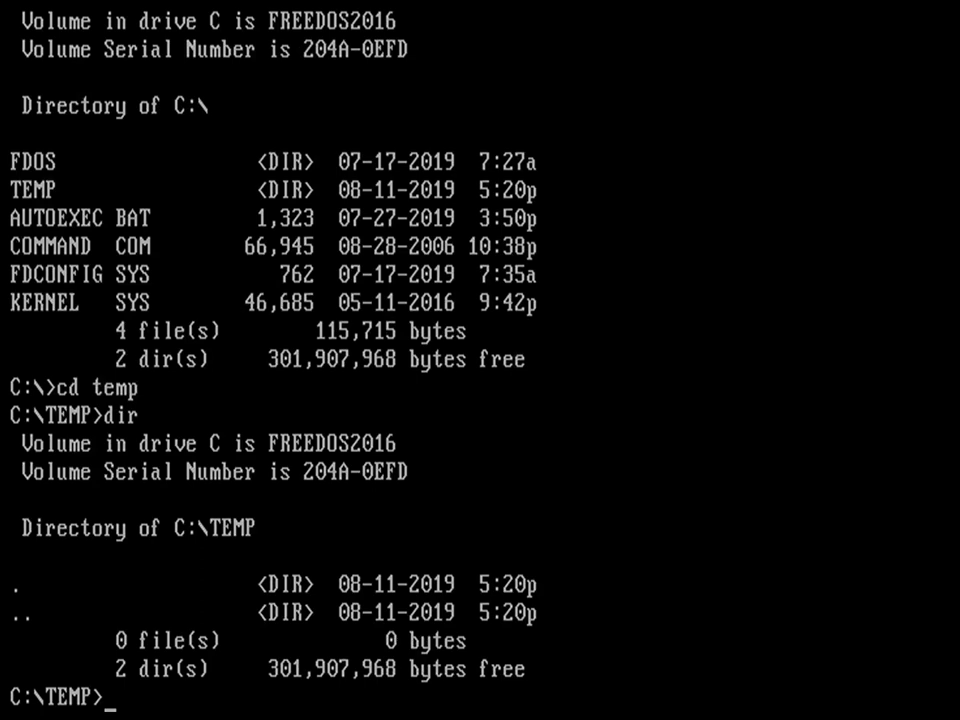 Volume in drive C is FREEDOS2016
Volume Serial Number is 204A-0EFD
Directory of C:\
FDOS <DIR> 07-17-2019 7:27a
TEMP <DIR> 08-11-2019 5:20p
AUTOEXEC BAT 1,323 07-27-2019 3:50p
COMMAND COM 66,945 08-28-2006 10:38p
FDCONFIG SYS 762 07-17-2019 7:35a
KERNEL SYS 46,685 05-11-2016 9:42p
4 file(s) 115,715 bytes
2 dir(s) 301,907,968 bytes free
C:\>cd temp
C:\TEMP>dir
Volume in drive C is FREEDOS2016
Volume Serial Number is 204A-0EFD
Directory of C:\TEMP
. <DIR> 08-11-2019 5:20p
.. <DIR> 08-11-2019 5:20p
0 file(s) 0 bytes
2 dir(s) 301,907,968 bytes free
C:\TEMP>_